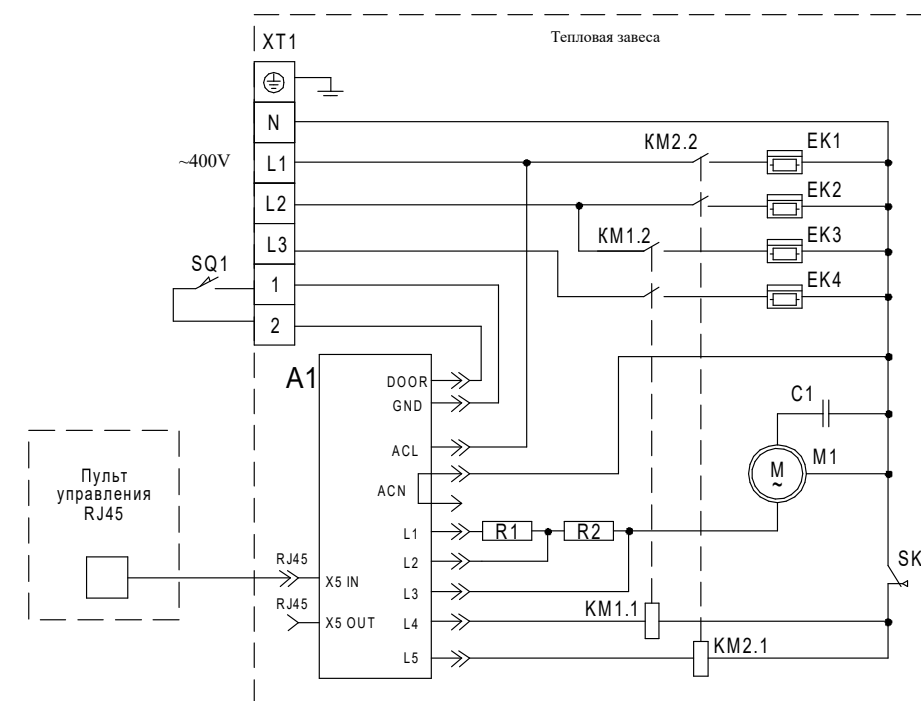 Тепловая завеса
XT1
N
~400V
L1
L2
L3
SQ1
1
2
KM2.2
EK1
EK2
KM1.2
EK3
EK4
A1
DOOR
GND
ACL
ACN
L1
L2
L3
L4
L5
R1
R2
C1
M
~
M1
SK
KM1.1
KM2.1
Пульт
управления
RJ45
RJ45
X5 IN
RJ45
X5 OUT